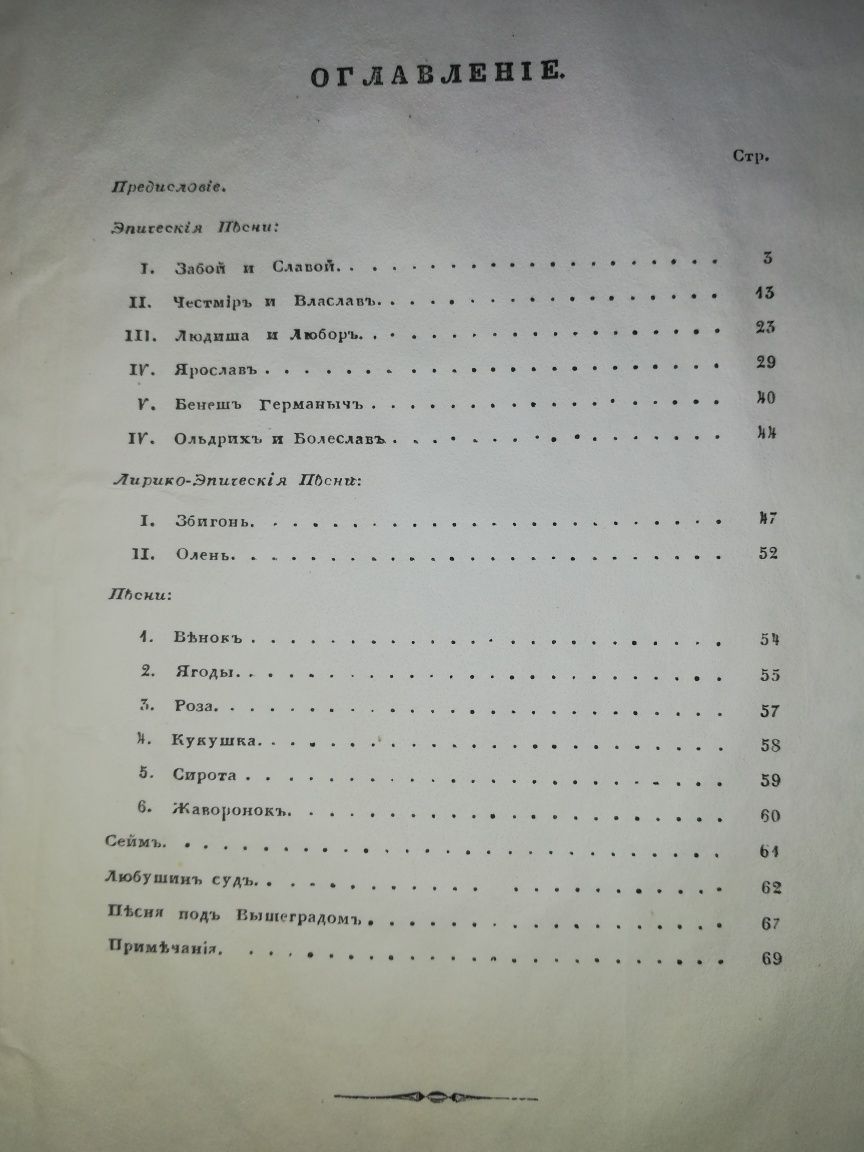 ОГЛАВЛЕНІЕ.
Стр.
Предисловіе.
Эпическія Пѣсни:
I. Забой и Славой. 3
II. Честміръ и Влаславъ. 13
III. Людиша и Люборъ. 23
IV. Ярославъ 29
V. Бенешъ Германычъ 40
IV. Ольдрихъ и Болеславъ. 44
Лирико-Эпическія Пѣсни:
I. Збигонь. 47
II. Олень. 52
Пѣсни:
1. Вѣнокъ 54
2. Ягоды. 55
3. Роза. 57
4. Кукушка. 58
5. Сирота 59
6. Жаворонокъ. 60
Сеймъ. 61
Любушинъ судъ. 62
Пѣсня подъ Вышеградомъ 67
Примѣчанія. 69